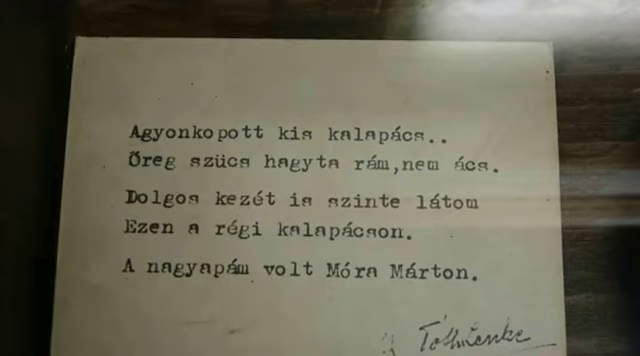 Agyonkopott kis kalapács..
Őreg szücs hagyta rám,nem ács.
Dolgos kezét is szinte látom
Ezen a régi kalapácson.
A nagyapám volt Móra Márton.